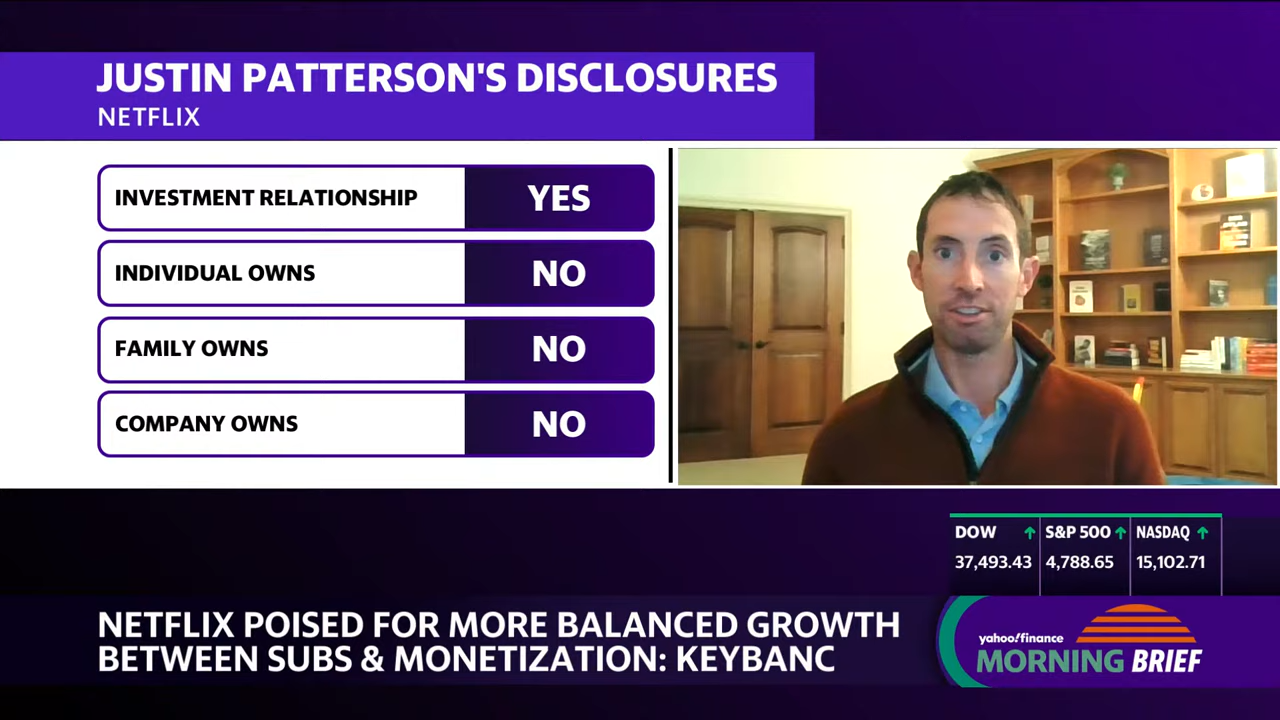 JUSTIN PATTERSON'S DISCLOSURES
NETFLIX
INVESTMENT RELATIONSHIP YES
INDIVIDUAL OWNS NO
FAMILY OWNS NO
COMPANY OWNS NO
DOW S&P 500 NASDAQ
37,493.43 4,788.65 15,102.71
NETFLIX POISED FOR MORE BALANCED GROWTH
BETWEEN SUBS & MONETIZATION: KEYBANC
yahoo!finance
MORNING BRIEF